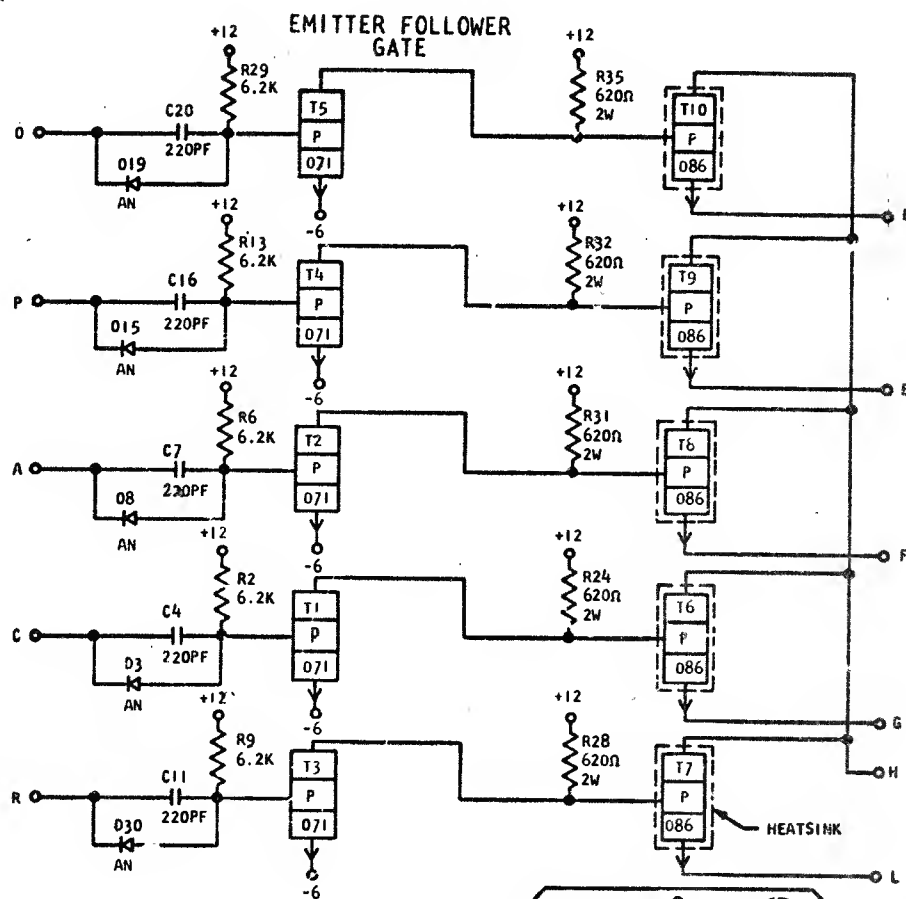 EMITTER FOLLOWER
GATE
+12
R29
6.2K
C20
220PF
O
O19
AN
T5
P
071
-6
+12
R35
620Ω
2W
T10
P
086
+12
R13
6.2K
C16
220PF
P
O15
AN
T4
P
071
-6
+12
R32
620Ω
2W
T9
P
086
E
+12
R6
6.2K
C7
220PF
A
O8
AN
T2
P
071
-6
+12
R31
620Ω
2W
T8
P
086
F
+12
R2
6.2K
C4
220PF
C
D3
AN
T1
P
071
-6
+12
R24
620Ω
2W
T6
P
086
G
H
+12
R9
6.2K
C11
220PF
R
D30
AN
T3
P
071
-6
+12
R28
620Ω
2W
T7
P
086
HEATSINK
L